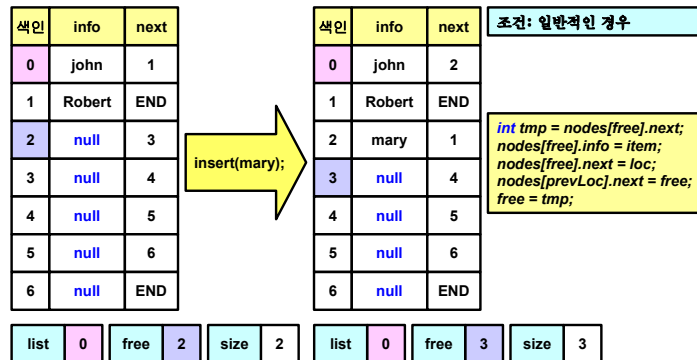 색인 info next
0 john 1
1 Robert END
2 null 3
3 null 4
4 null 5
5 null 6
6 null END
list 0 free 2 size 2
insert(mary);
색인 info next
0 john 2
1 Robert END
2 mary 1
3 null 4
4 null 5
5 null 6
6 null END
list 0 free 3 size 3
조건: 일반적인 경우
int tmp = nodes[free].next;
nodes[free].info = item;
nodes[free].next = loc;
nodes[prevLoc].next = free;
free = tmp;